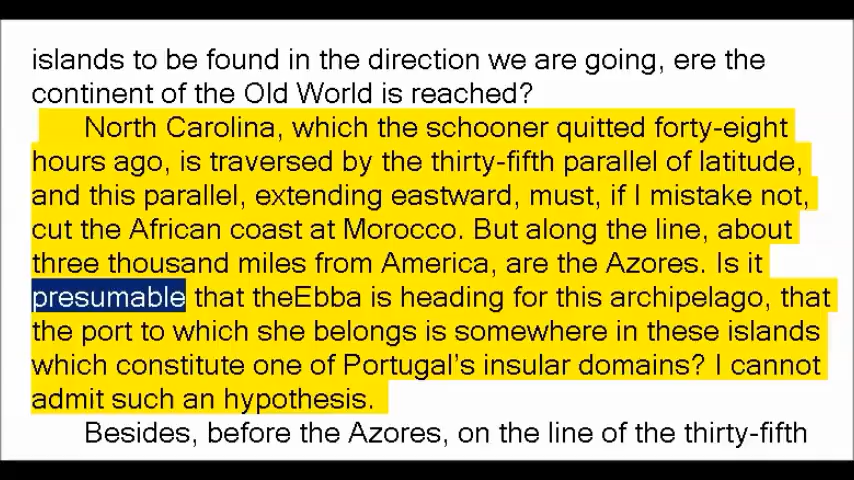 islands to be found in the direction we are going, ere the
continent of the Old World is reached?
North Carolina, which the schooner quitted forty-eight
hours ago, is traversed by the thirty-fifth parallel of latitude,
and this parallel, extending eastward, must, if I mistake not,
cut the African coast at Morocco. But along the line, about
three thousand miles from America, are the Azores. Is it
presumable that theEbba is heading for this archipelago, that
the port to which she belongs is somewhere in these islands
which constitute one of Portugal's insular domains? I cannot
admit such an hypothesis.
Besides, before the Azores, on the line of the thirty-fifth